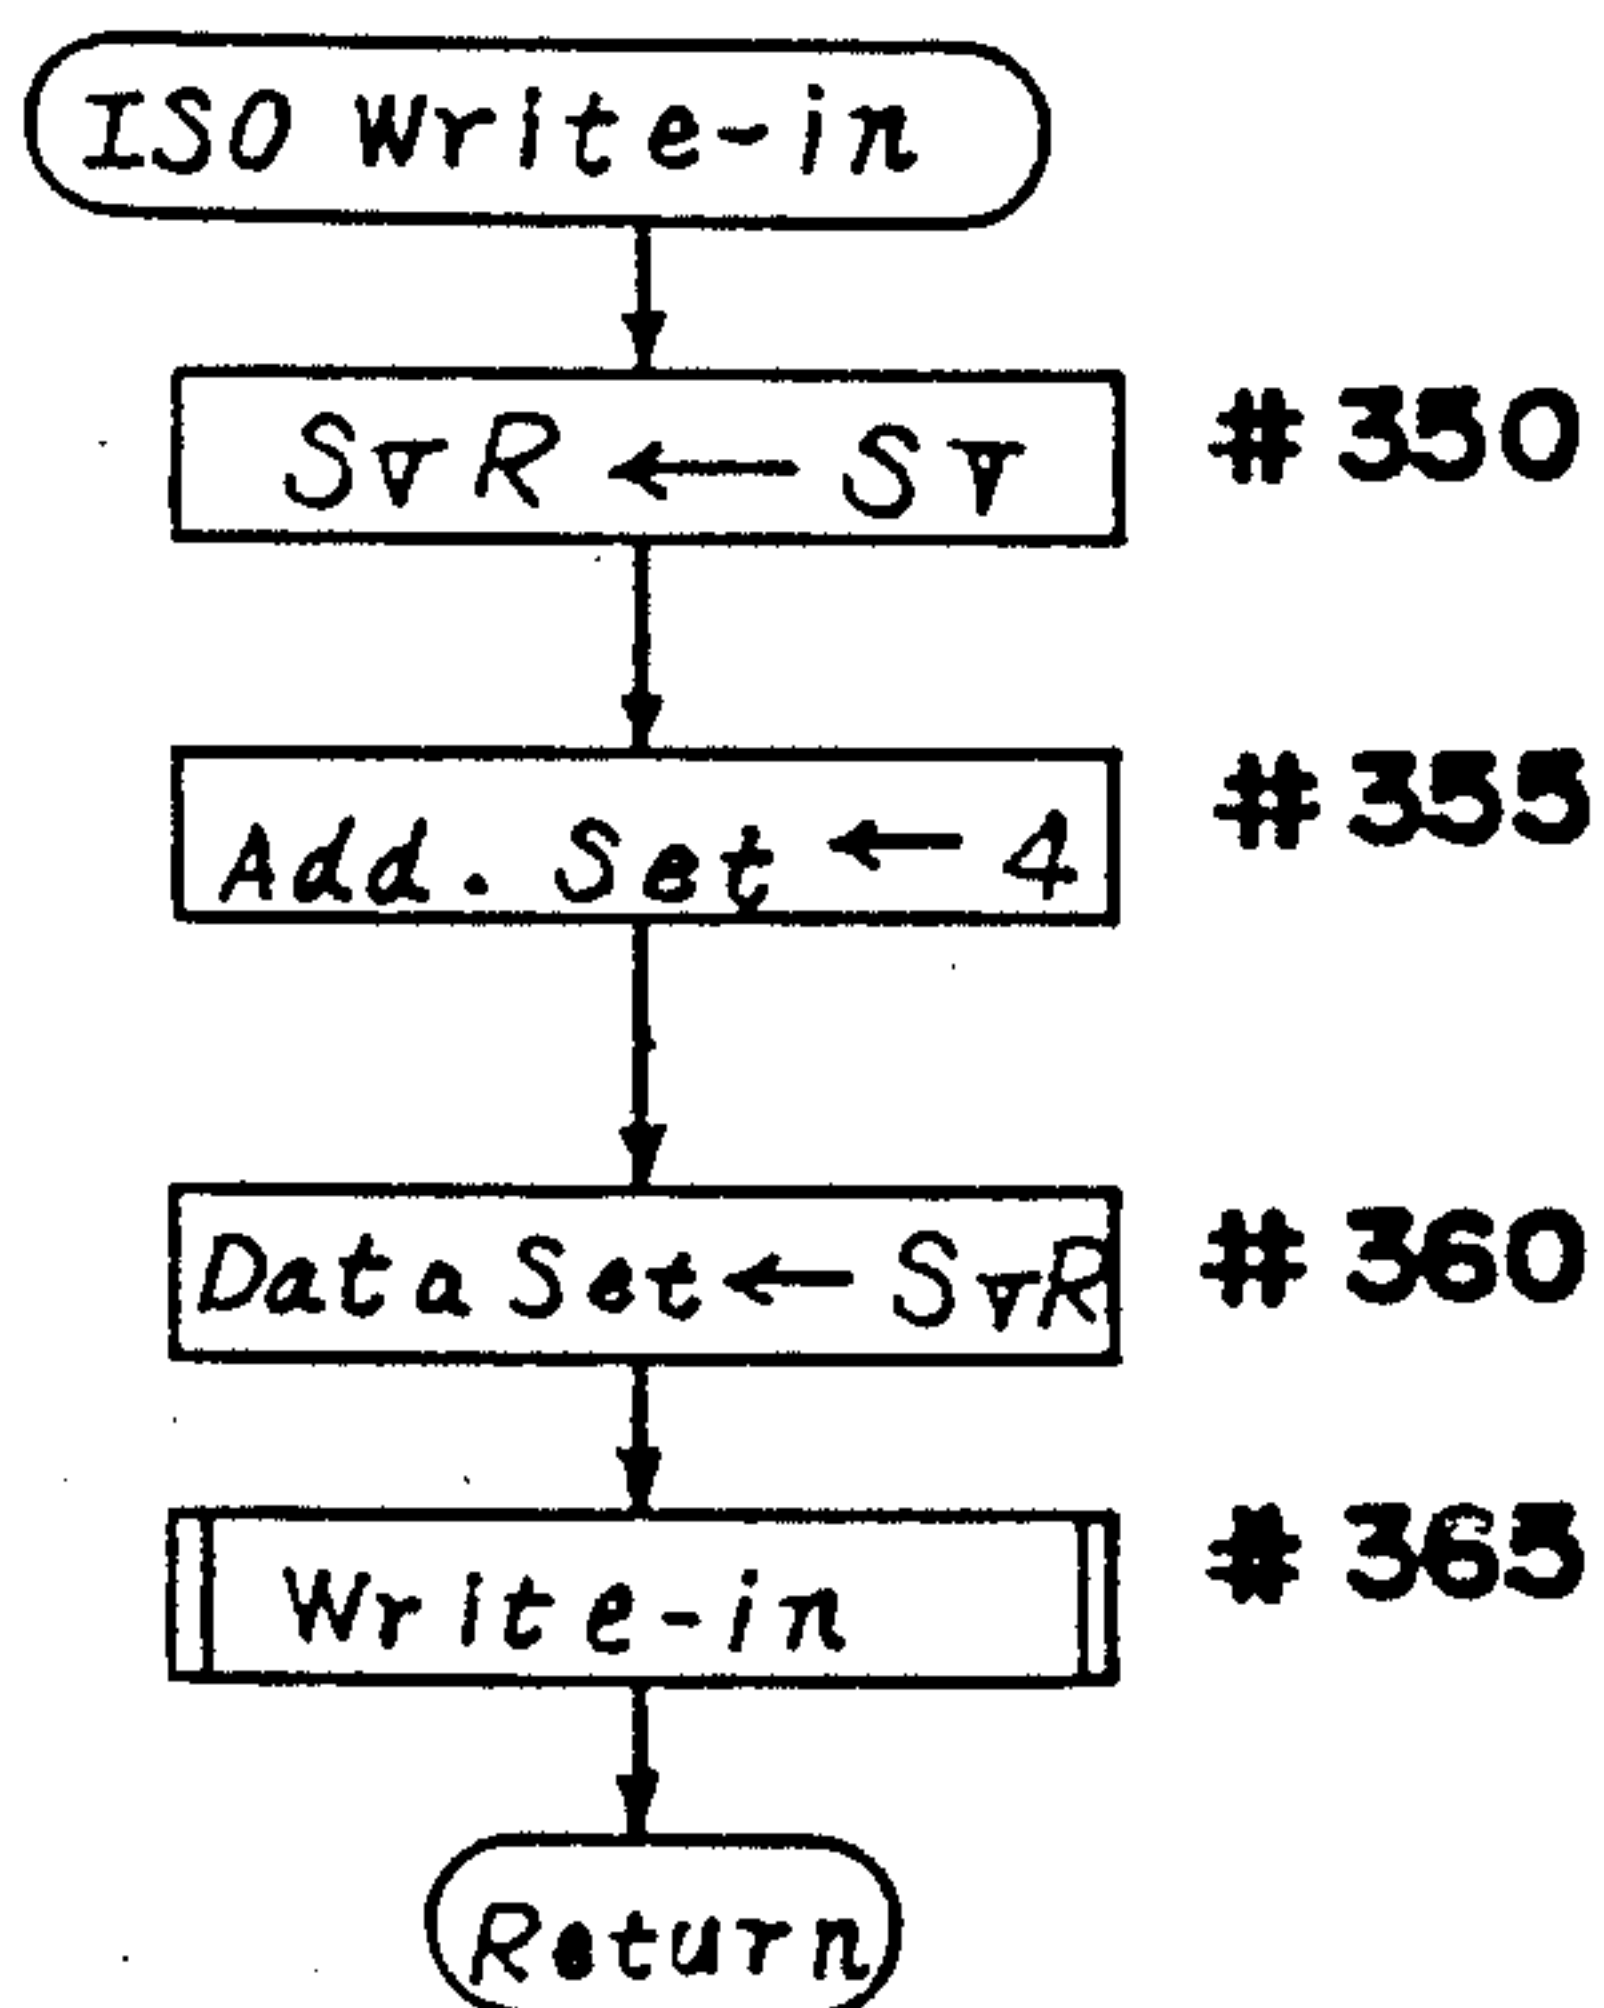 ISO Write-in
SvR ← Sv #350
Add. Set ← 4 #355
Data Set ← SvR #360
Write-in #365
Return